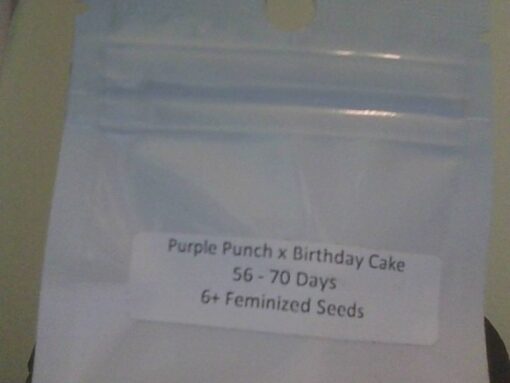 Purple Punch x Birthday Cake
56 - 70 Days
6+ Feminized Seeds